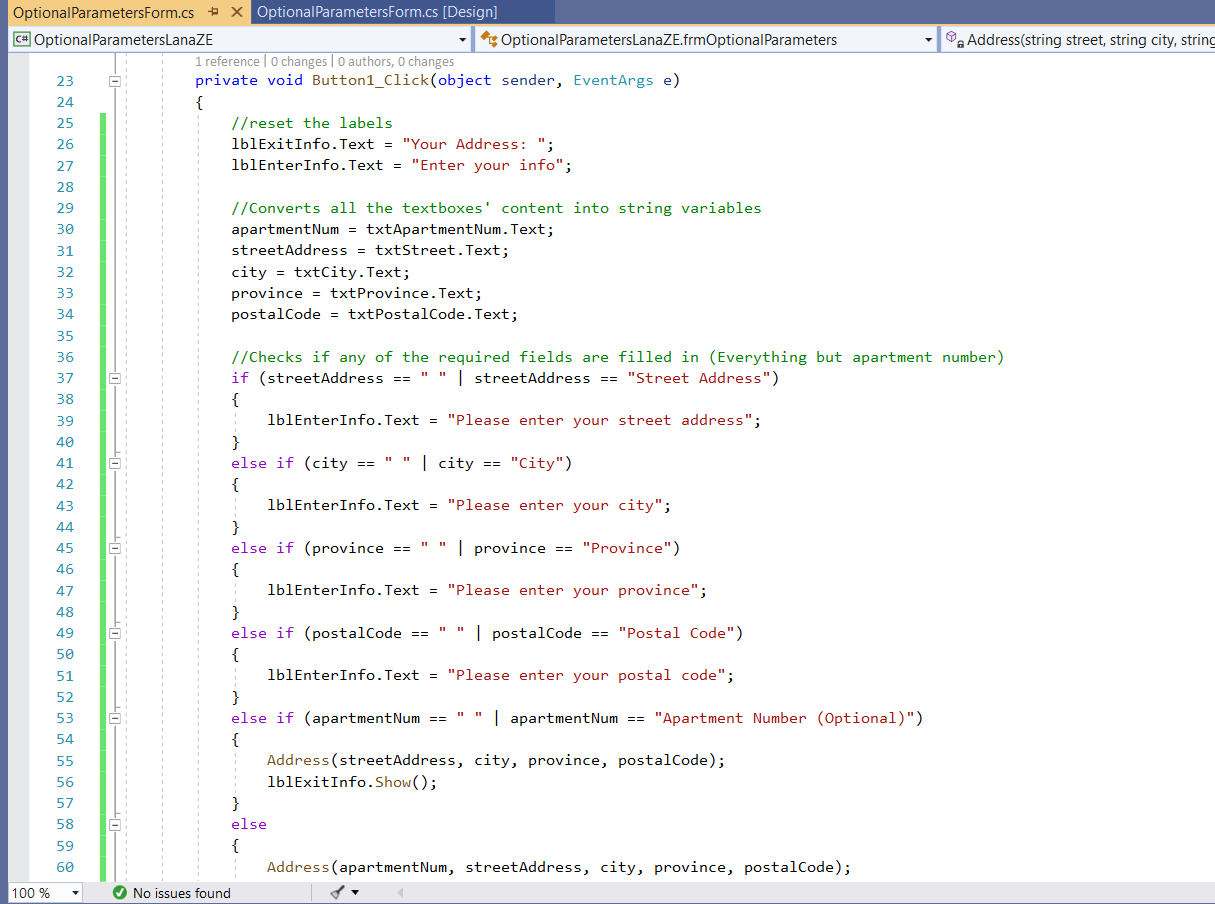 OptionalParametersForm.cs OptionalParametersForm.cs [Design]
C# OptionalParametersLanaZE OptionalParametersLanaZE.frmOptionalParameters Address(string street, string city, string
1 reference | 0 changes | 0 authors, 0 changes
23 private void Button1_Click(object sender, EventArgs e)
24 {
25 //reset the labels
26 lblExitInfo.Text = "Your Address: ";
27 lblEnterInfo.Text = "Enter your info";
28
29 //Converts all the textboxes' content into string variables
30 apartmentNum = txtApartmentNum.Text;
31 streetAddress = txtStreet.Text;
32 city = txtCity.Text;
33 province = txtProvince.Text;
34 postalCode = txtPostalCode.Text;
35
36 //Checks if any of the required fields are filled in (Everything but apartment number)
37 if (streetAddress == " " | streetAddress == "Street Address")
38 {
39 lblEnterInfo.Text = "Please enter your street address";
40 }
41 else if (city == " " | city == "City")
42 {
43 lblEnterInfo.Text = "Please enter your city";
44 }
45 else if (province == " " | province == "Province")
46 {
47 lblEnterInfo.Text = "Please enter your province";
48 }
49 else if (postalCode == " " | postalCode == "Postal Code")
50 {
51 lblEnterInfo.Text = "Please enter your postal code";
52 }
53 else if (apartmentNum == " " | apartmentNum == "Apartment Number (Optional)")
54 {
55 Address(streetAddress, city, province, postalCode);
56 lblExitInfo.Show();
57 }
58 else
59 {
60 Address(apartmentNum, streetAddress, city, province, postalCode);
100 % No issues found